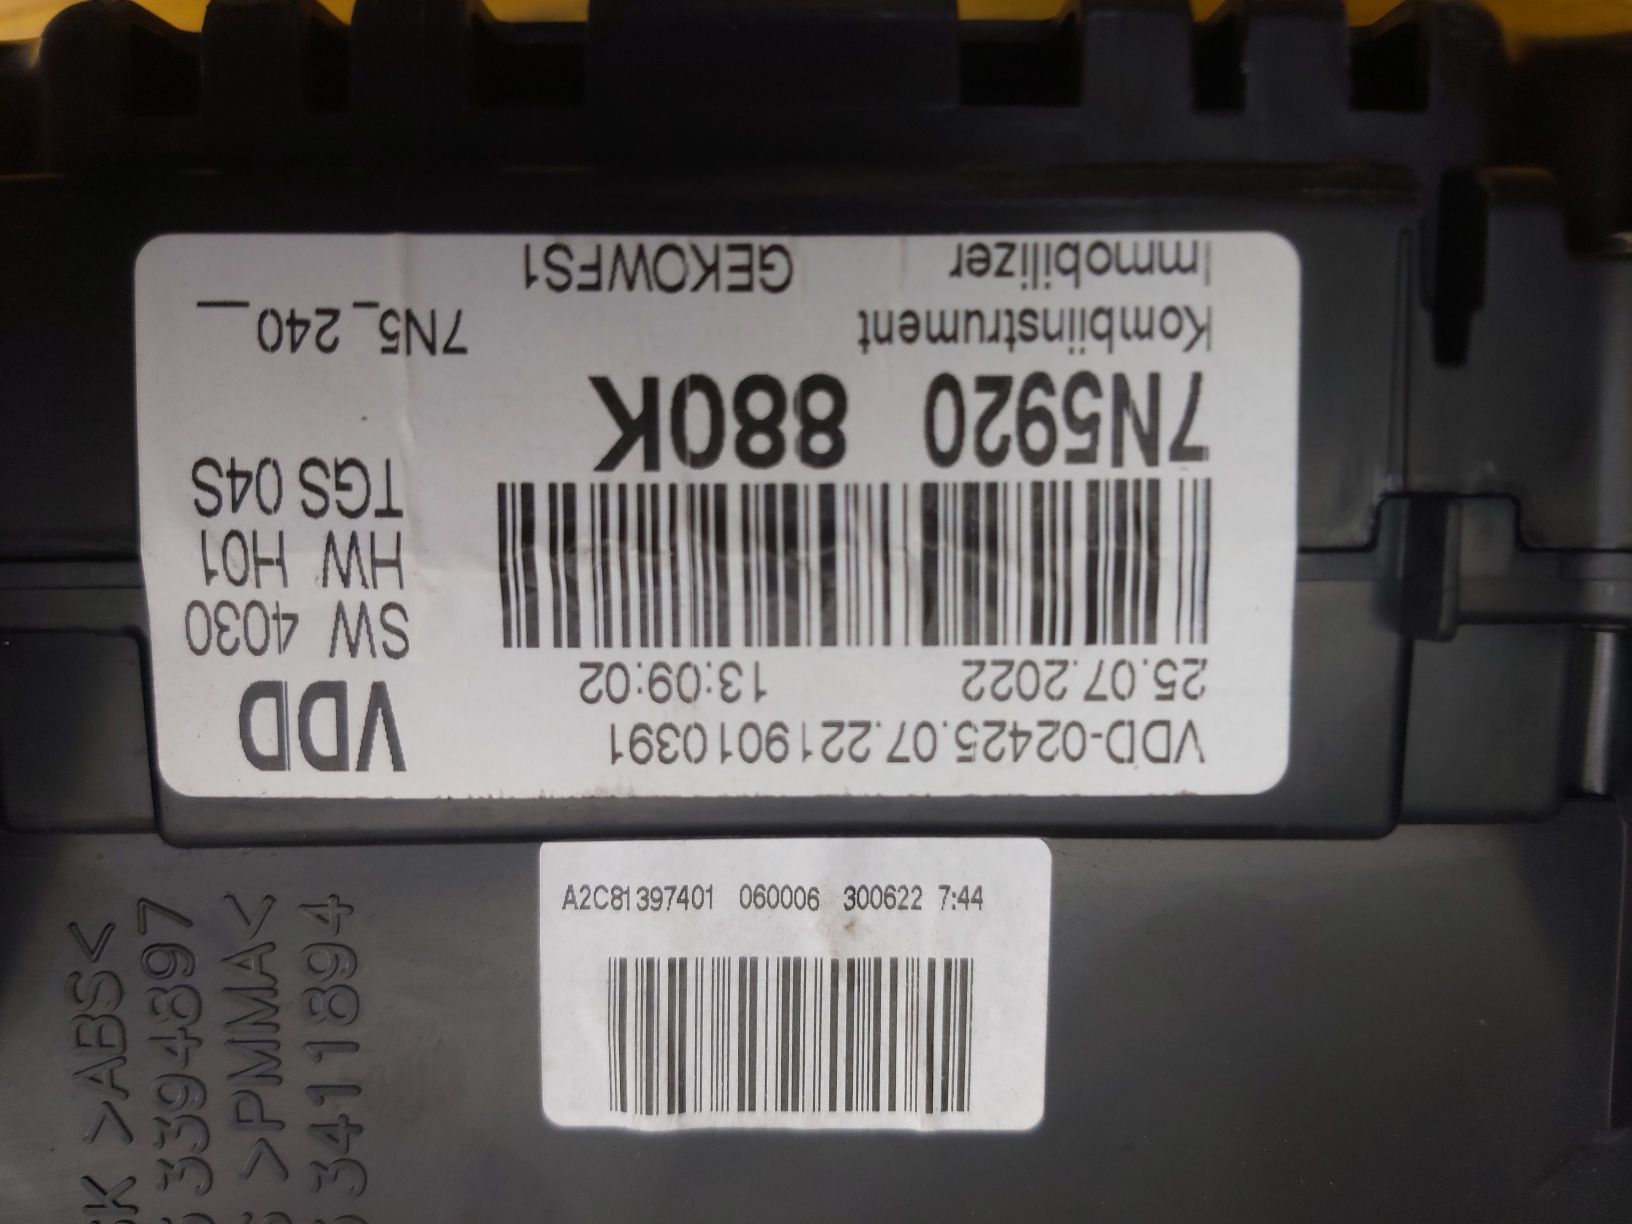 VDD-02425.07.2219010391
25.07.2022 13:09:02
VDD
SW 4030
HW H01
TGS 04S
7N5920 880K
Kombiinstrument 7N5_240__
Immobilizer GEKOWFS1
A2C81397401 060006 300622 7:44
>ABS<
3394897
>PMMA<
3411894